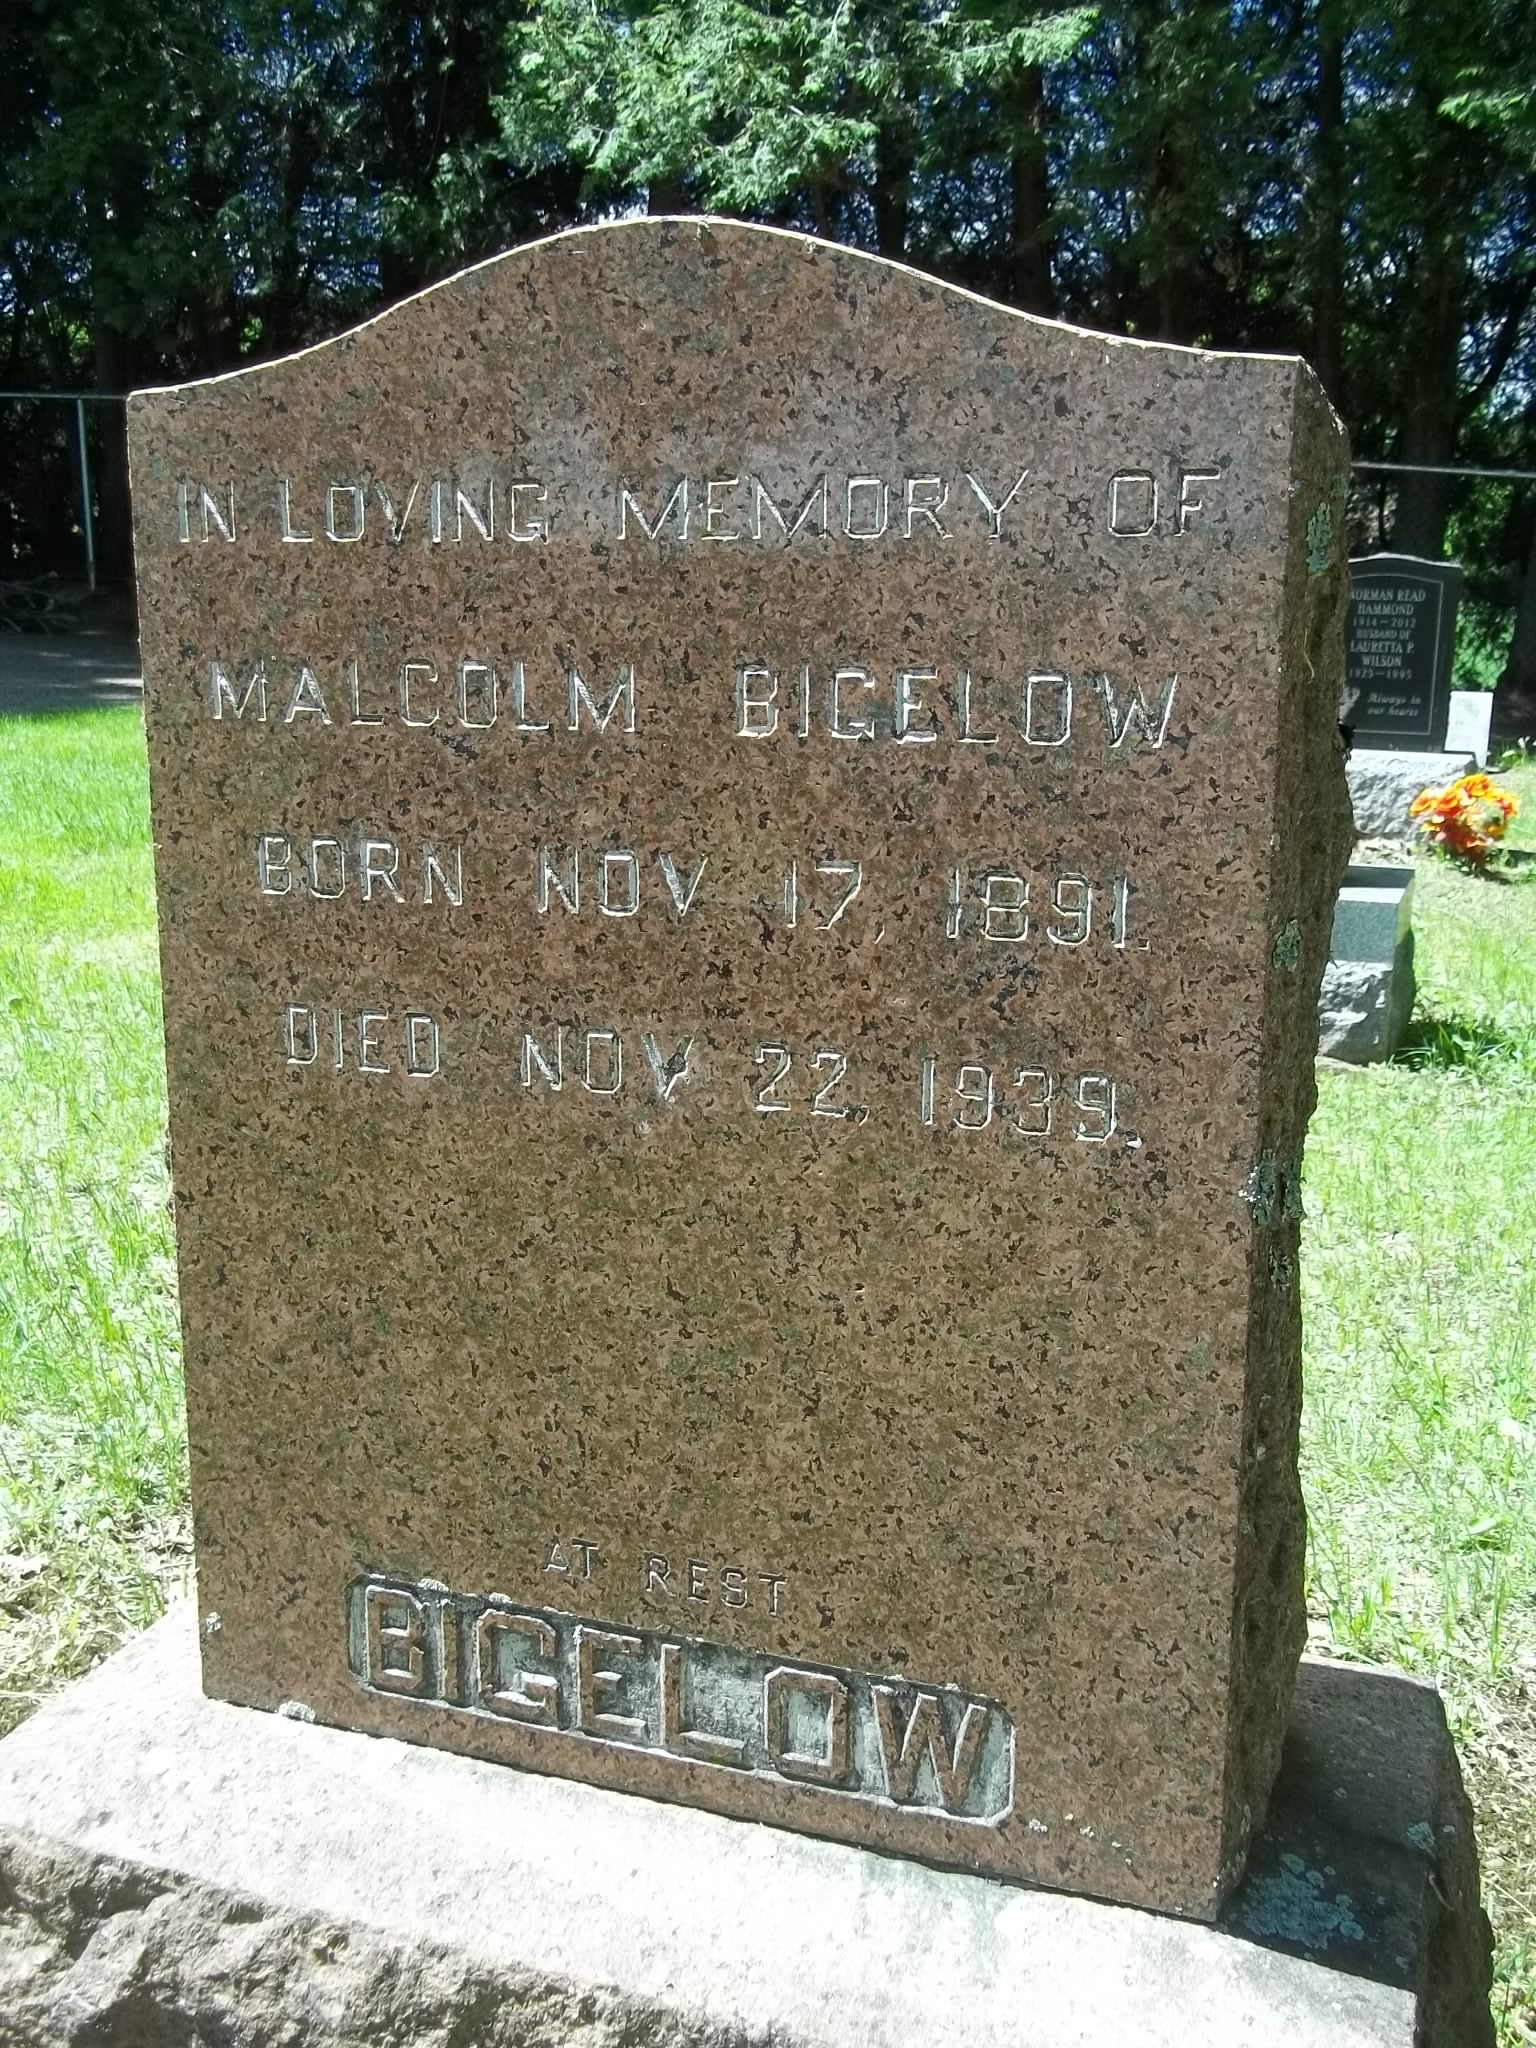 IN LOVING MEMORY OF
MALCOLM BIGELOW
BORN NOV 17, 1891.
DIED NOV 22, 1939.
AT REST
BIGELOW
NORMAN READ
HAMMOND
1914 — 2012
HUSBAND OF
LAURETTA P.
WILSON
1925 — 1995
Always in
our hearts